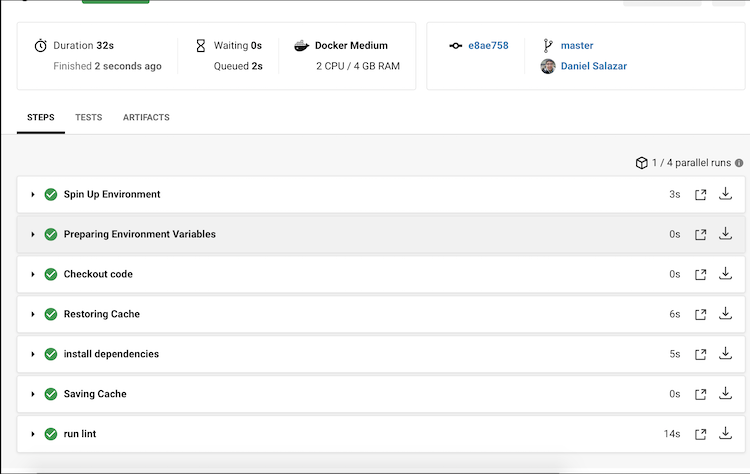 Duration 32s
Finished 2 seconds ago
Waiting 0s
Queued 2s
Docker Medium
2 CPU / 4 GB RAM
e8ae758
master
Daniel Salazar
STEPS
TESTS
ARTIFACTS
1 / 4 parallel runs
Spin Up Environment 3s
Preparing Environment Variables 0s
Checkout code 0s
Restoring Cache 6s
install dependencies 5s
Saving Cache 0s
run lint 14s